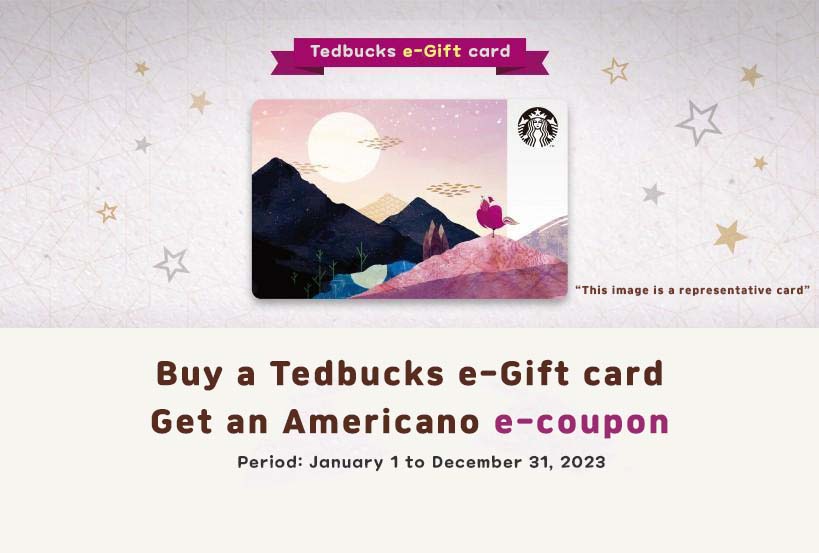 Tedbucks e-Gift card
“This image is a representative card”
Buy a Tedbucks e-Gift card
Get an Americano e-coupon
Period: January 1 to December 31, 2023